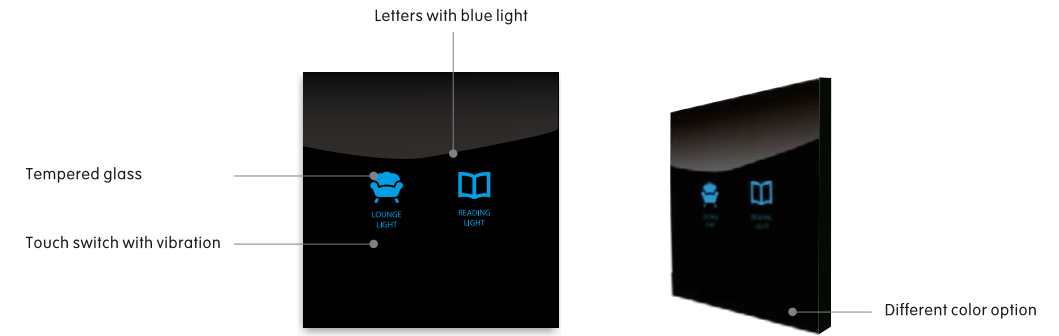 Letters with blue light
Tempered glass
LOUNGE
LIGHT
READING
LIGHT
Touch switch with vibration
Different color option